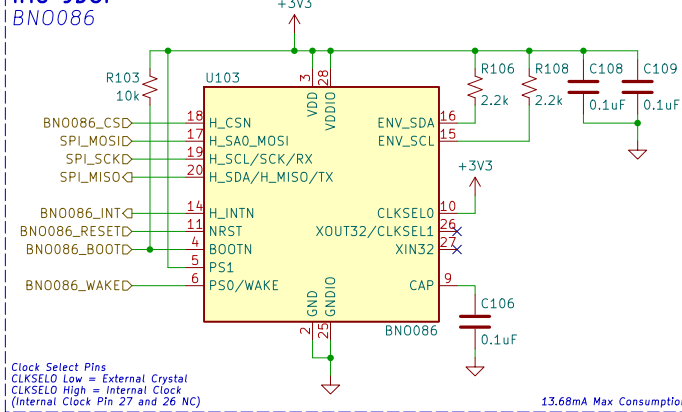 BNO086
+3V3
R103
10k
U103
3
28
VDD
VDDIO
R106
2.2k
R108
2.2k
C108
0.1uF
C109
0.1uF
BNO086_CS
18
H_CSN
ENV_SDA
16
SPI_MOSI
17
H_SA0_MOSI
ENV_SCL
15
SPI_SCK
19
H_SCL/SCK/RX
SPI_MISO
20
H_SDA/H_MISO/TX
+3V3
BNO086_INT
14
H_INTN
CLKSEL0
10
BNO086_RESET
11
NRST
XOUT32/CLKSEL1
26
BNO086_BOOT
4
BOOTN
XIN32
27
5
PS1
BNO086_WAKE
6
PS0/WAKE
CAP
9
GND
GNDIO
2
25
BNO086
C106
0.1uF
Clock Select Pins
CLKSEL0 Low = External Crystal
CLKSEL0 High = Internal Clock
(Internal Clock Pin 27 and 26 NC)
13.68mA Max Consumption